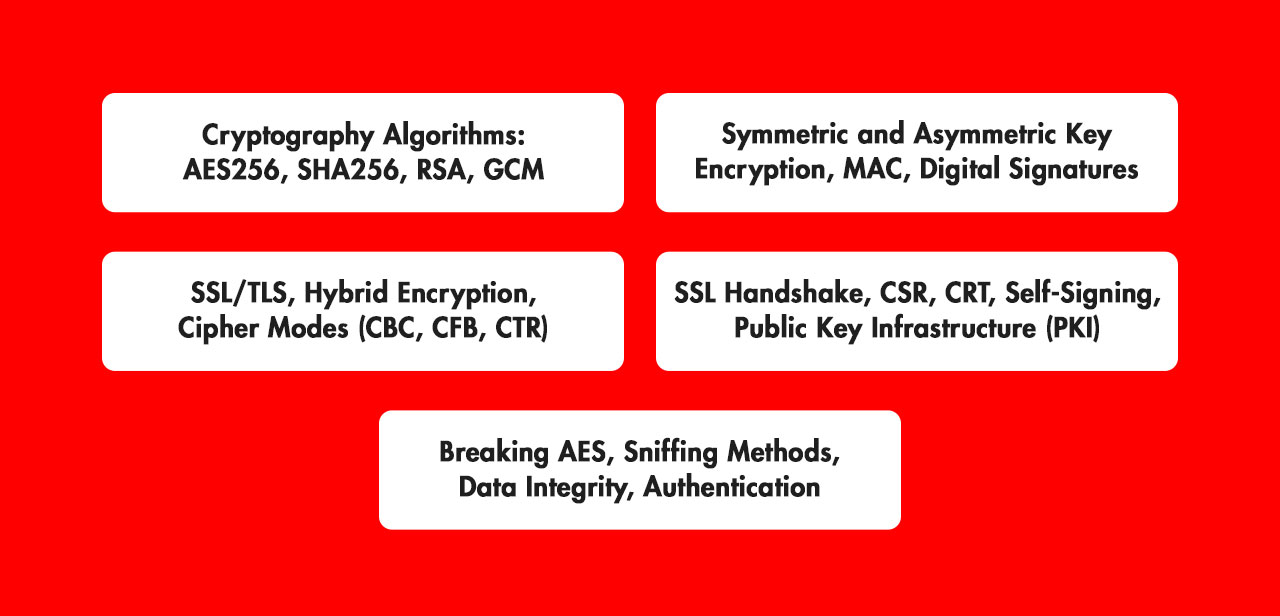 Cryptography Algorithms:
AES256, SHA256, RSA, GCM
Symmetric and Asymmetric Key
Encryption, MAC, Digital Signatures
SSL/TLS, Hybrid Encryption,
Cipher Modes (CBC, CFB, CTR)
SSL Handshake, CSR, CRT, Self-Signing,
Public Key Infrastructure (PKI)
Breaking AES, Sniffing Methods,
Data Integrity, Authentication